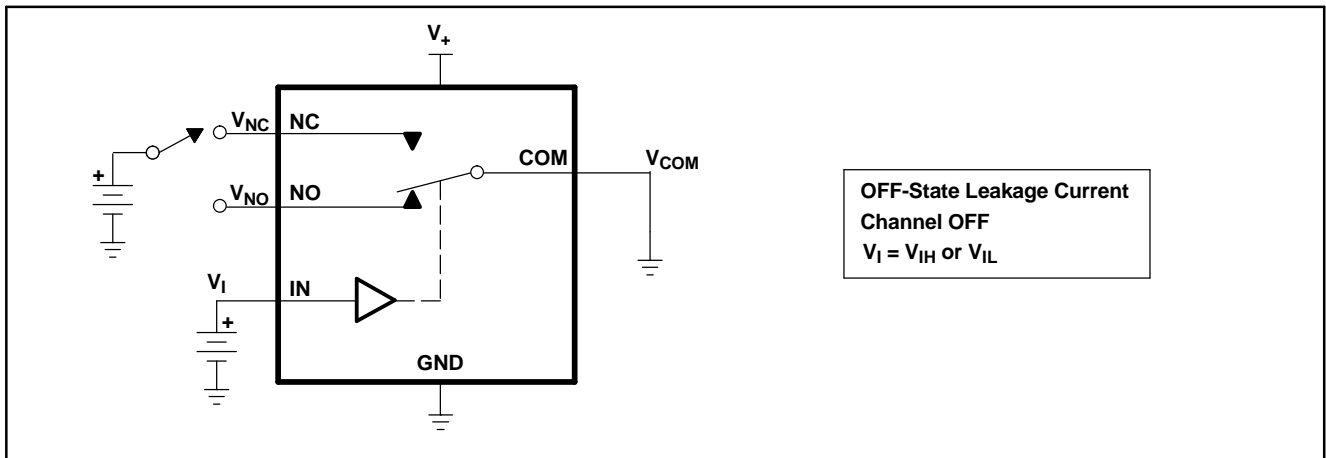 V+
VNC NC
COM VCOM
+
VNO NO
VI IN
+
GND
OFF-State Leakage Current
Channel OFF
VI = VIH or VIL